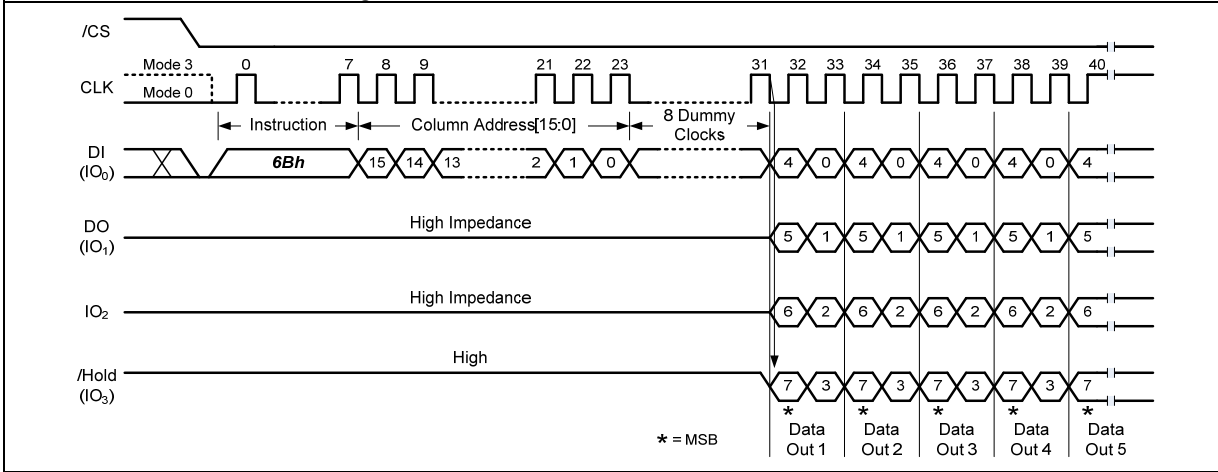 /CS
Mode 3 0 7 8 9 21 22 23 31 32 33 34 35 36 37 38 39 40
CLK
Mode 0
Instruction Column Address[15:0] 8 Dummy
Clocks
DI
(IO0) 6Bh 15 14 13 2 1 0 4 0 4 0 4 0 4 0 4
DO High Impedance
(IO1) 5 1 5 1 5 1 5 1 5
IO2 High Impedance 6 2 6 2 6 2 6 2 6
/Hold High
(IO3) 7 3 7 3 7 3 7 3 7
* * * * *
* = MSB
Data Out 1
Data Out 2
Data Out 3
Data Out 4
Data Out 5